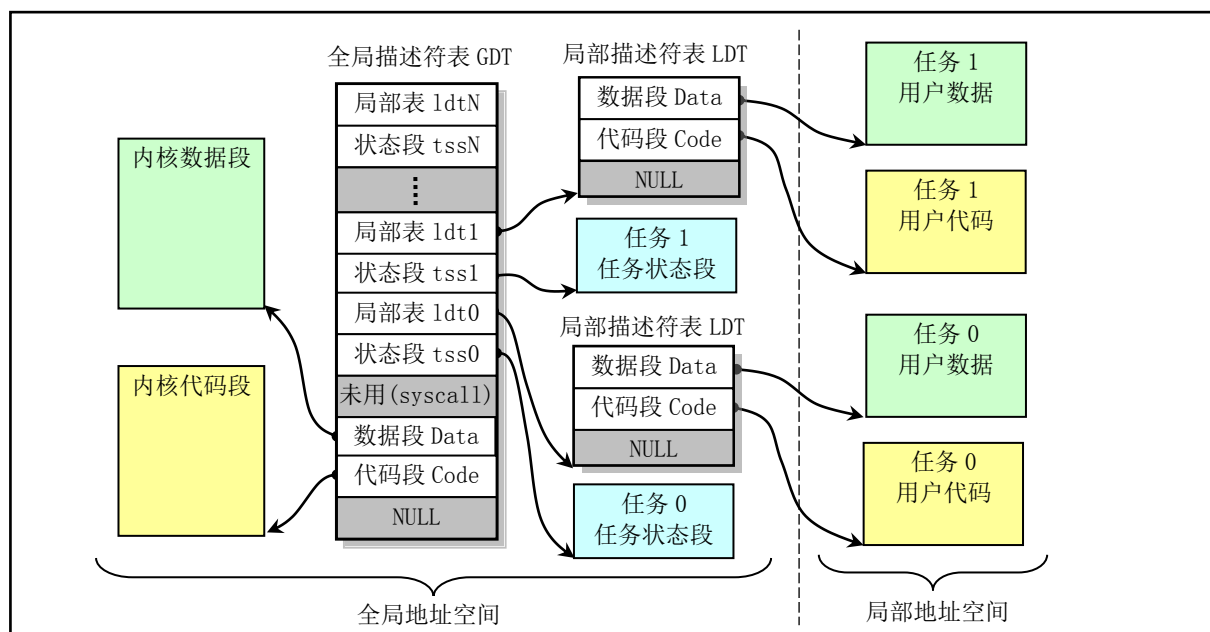 全局描述符表 GDT
局部表 ldtN
状态段 tssN
局部表 ldt1
状态段 tss1
局部表 ldt0
状态段 tss0
未用(syscall)
数据段 Data
代码段 Code
NULL
内核数据段
内核代码段
局部描述符表 LDT
数据段 Data
代码段 Code
NULL
任务 1
任务状态段
局部描述符表 LDT
数据段 Data
代码段 Code
NULL
任务 0
任务状态段
任务 1
用户数据
任务 1
用户代码
任务 0
用户数据
任务 0
用户代码
全局地址空间
局部地址空间